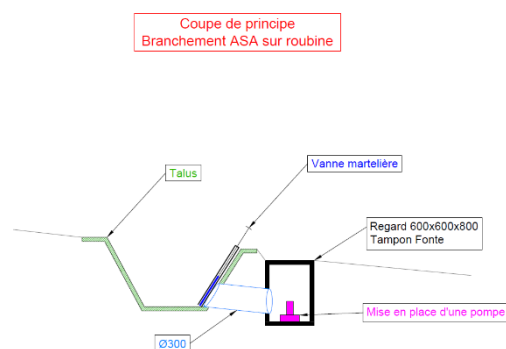 Coupe de principe
Branchement ASA sur roubine
Vanne martelière
Talus
Regard 600x600x800
Tampon Fonte
Mise en place d'une pompe
Ø300